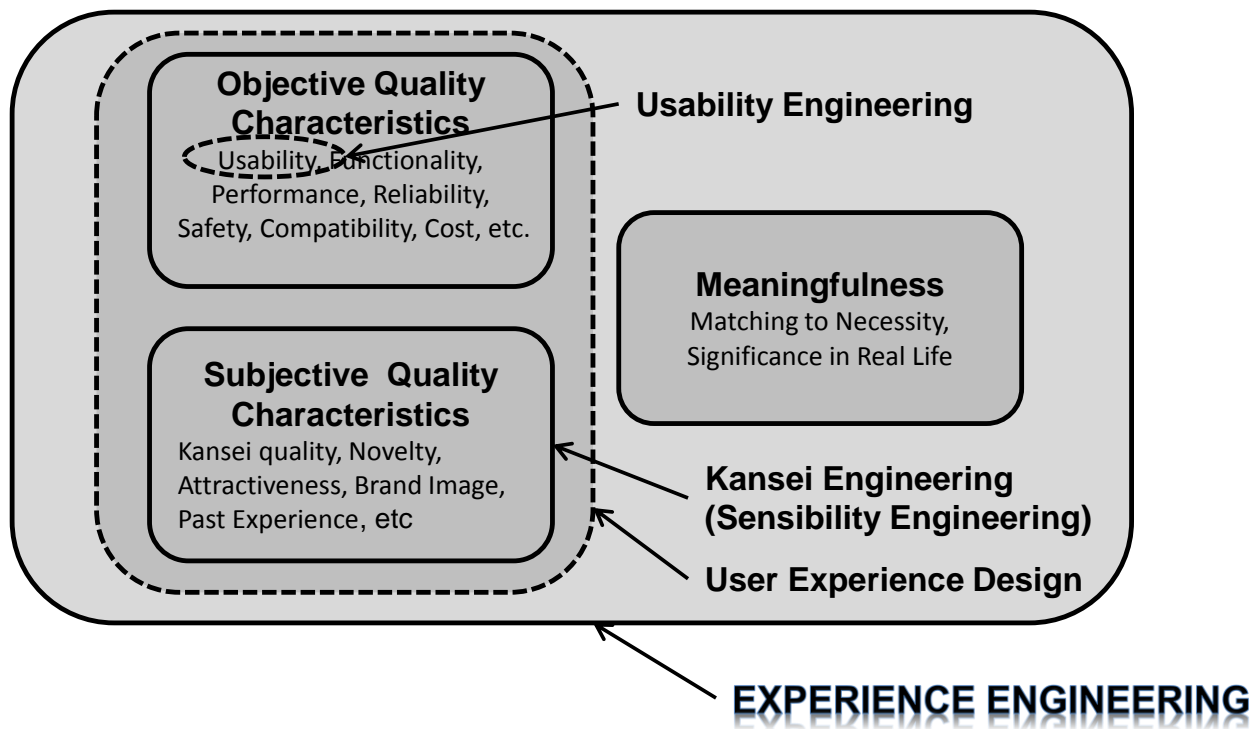 Objective Quality
Characteristics
Usability, Functionality,
Performance, Reliability,
Safety, Compatibility, Cost, etc.
Usability Engineering
Meaningfulness
Matching to Necessity,
Significance in Real Life
Subjective Quality
Characteristics
Kansei quality, Novelty,
Attractiveness, Brand Image,
Past Experience, etc
Kansei Engineering
(Sensibility Engineering)
User Experience Design
EXPERIENCE ENGINEERING